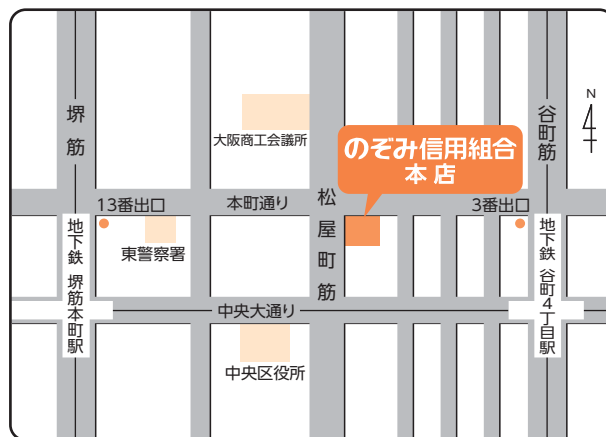 N
堺筋
谷町筋
大阪商工会議所
のぞみ信用組合
本店
13番出口
本町通り
松屋町筋
3番出口
地下鉄 堺筋本町駅
東警察署
地下鉄 谷町4丁目駅
中央大通り
中央区役所